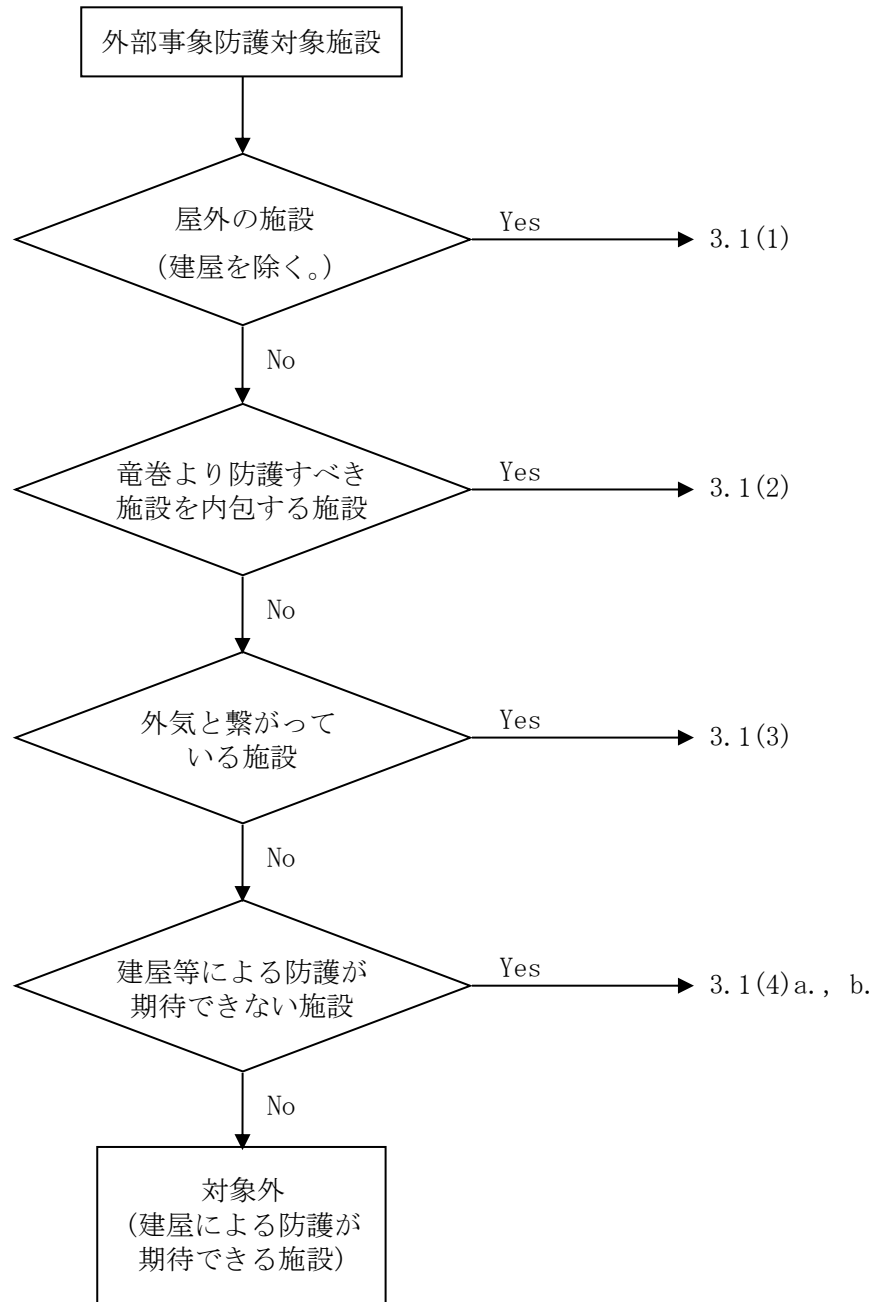 外部事象防護対象施設
屋外の施設
(建屋を除く。)
Yes
3.1(1)
No
竜巻より防護すべき
施設を内包する施設
Yes
3.1(2)
No
外気と繋がって
いる施設
Yes
3.1(3)
No
建屋等による防護が
期待できない施設
Yes
3.1(4)a., b.
No
対象外
(建屋による防護が
期待できる施設)